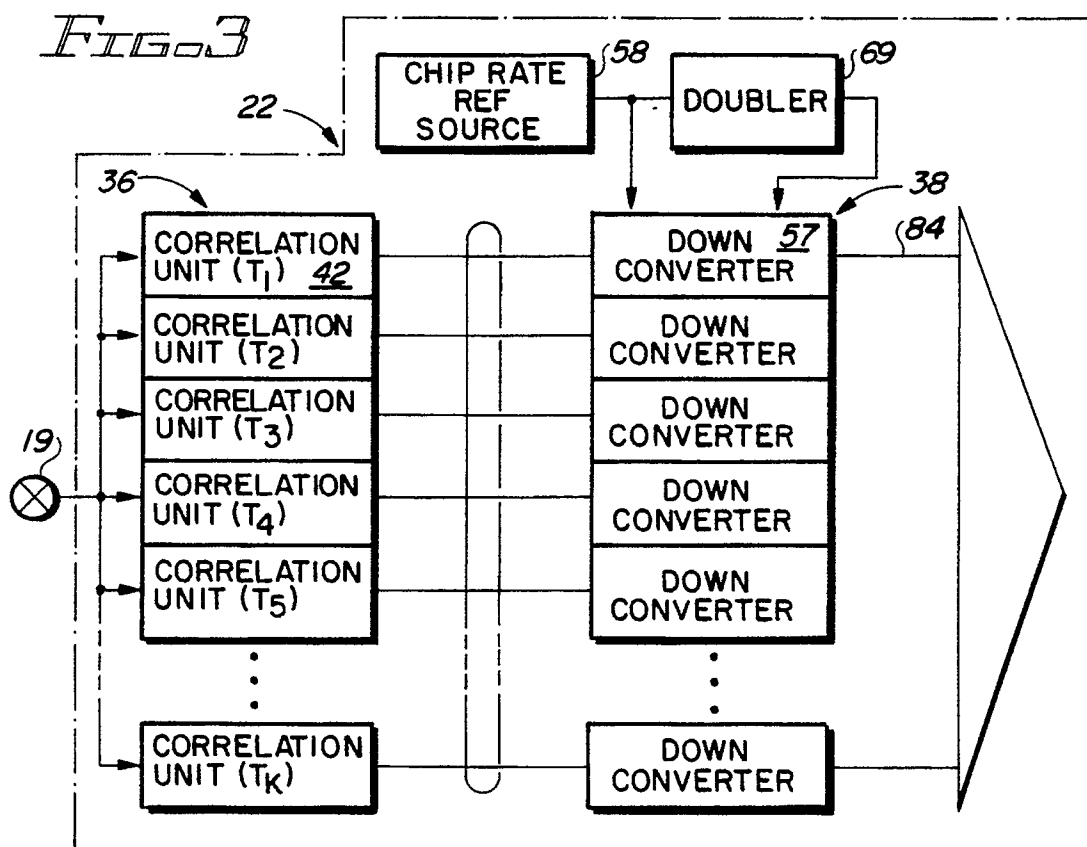 FIG. 3
58
69
CHIP RATE
REF
SOURCE
DOUBLER
22
36
38
CORRELATION
UNIT (T1) 42
DOWN 57
CONVERTER
84
CORRELATION
UNIT (T2)
DOWN
CONVERTER
CORRELATION
UNIT (T3)
DOWN
CONVERTER
19
CORRELATION
UNIT (T4)
DOWN
CONVERTER
CORRELATION
UNIT (T5)
DOWN
CONVERTER
CORRELATION
UNIT (TK)
DOWN
CONVERTER